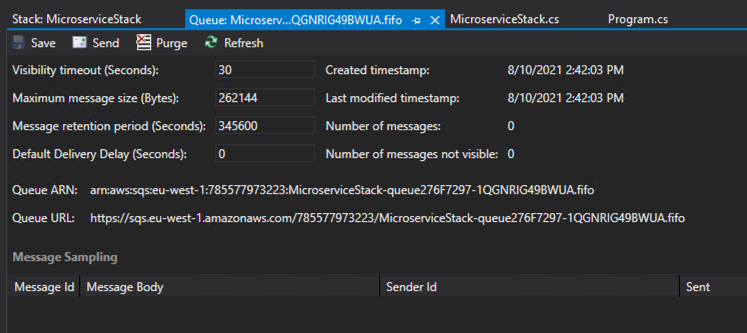 Stack: MicroserviceStack Queue: Microserv...QGNRIG49BWUA.fifo MicroserviceStack.cs Program.cs
Save Send Purge Refresh
Visibility timeout (Seconds): 30 Created timestamp: 8/10/2021 2:42:03 PM
Maximum message size (Bytes): 262144 Last modified timestamp: 8/10/2021 2:42:03 PM
Message retention period (Seconds): 345600 Number of messages: 0
Default Delivery Delay (Seconds): 0 Number of messages not visible: 0
Queue ARN: arn:aws:sqs:eu-west-1:785577973223:MicroserviceStack-queue276F7297-1QGNRIG49BWUA.fifo
Queue URL: https://sqs.eu-west-1.amazonaws.com/785577973223/MicroserviceStack-queue276F7297-1QGNRIG49BWUA.fifo
Message Sampling
Message Id Message Body Sender Id Sent